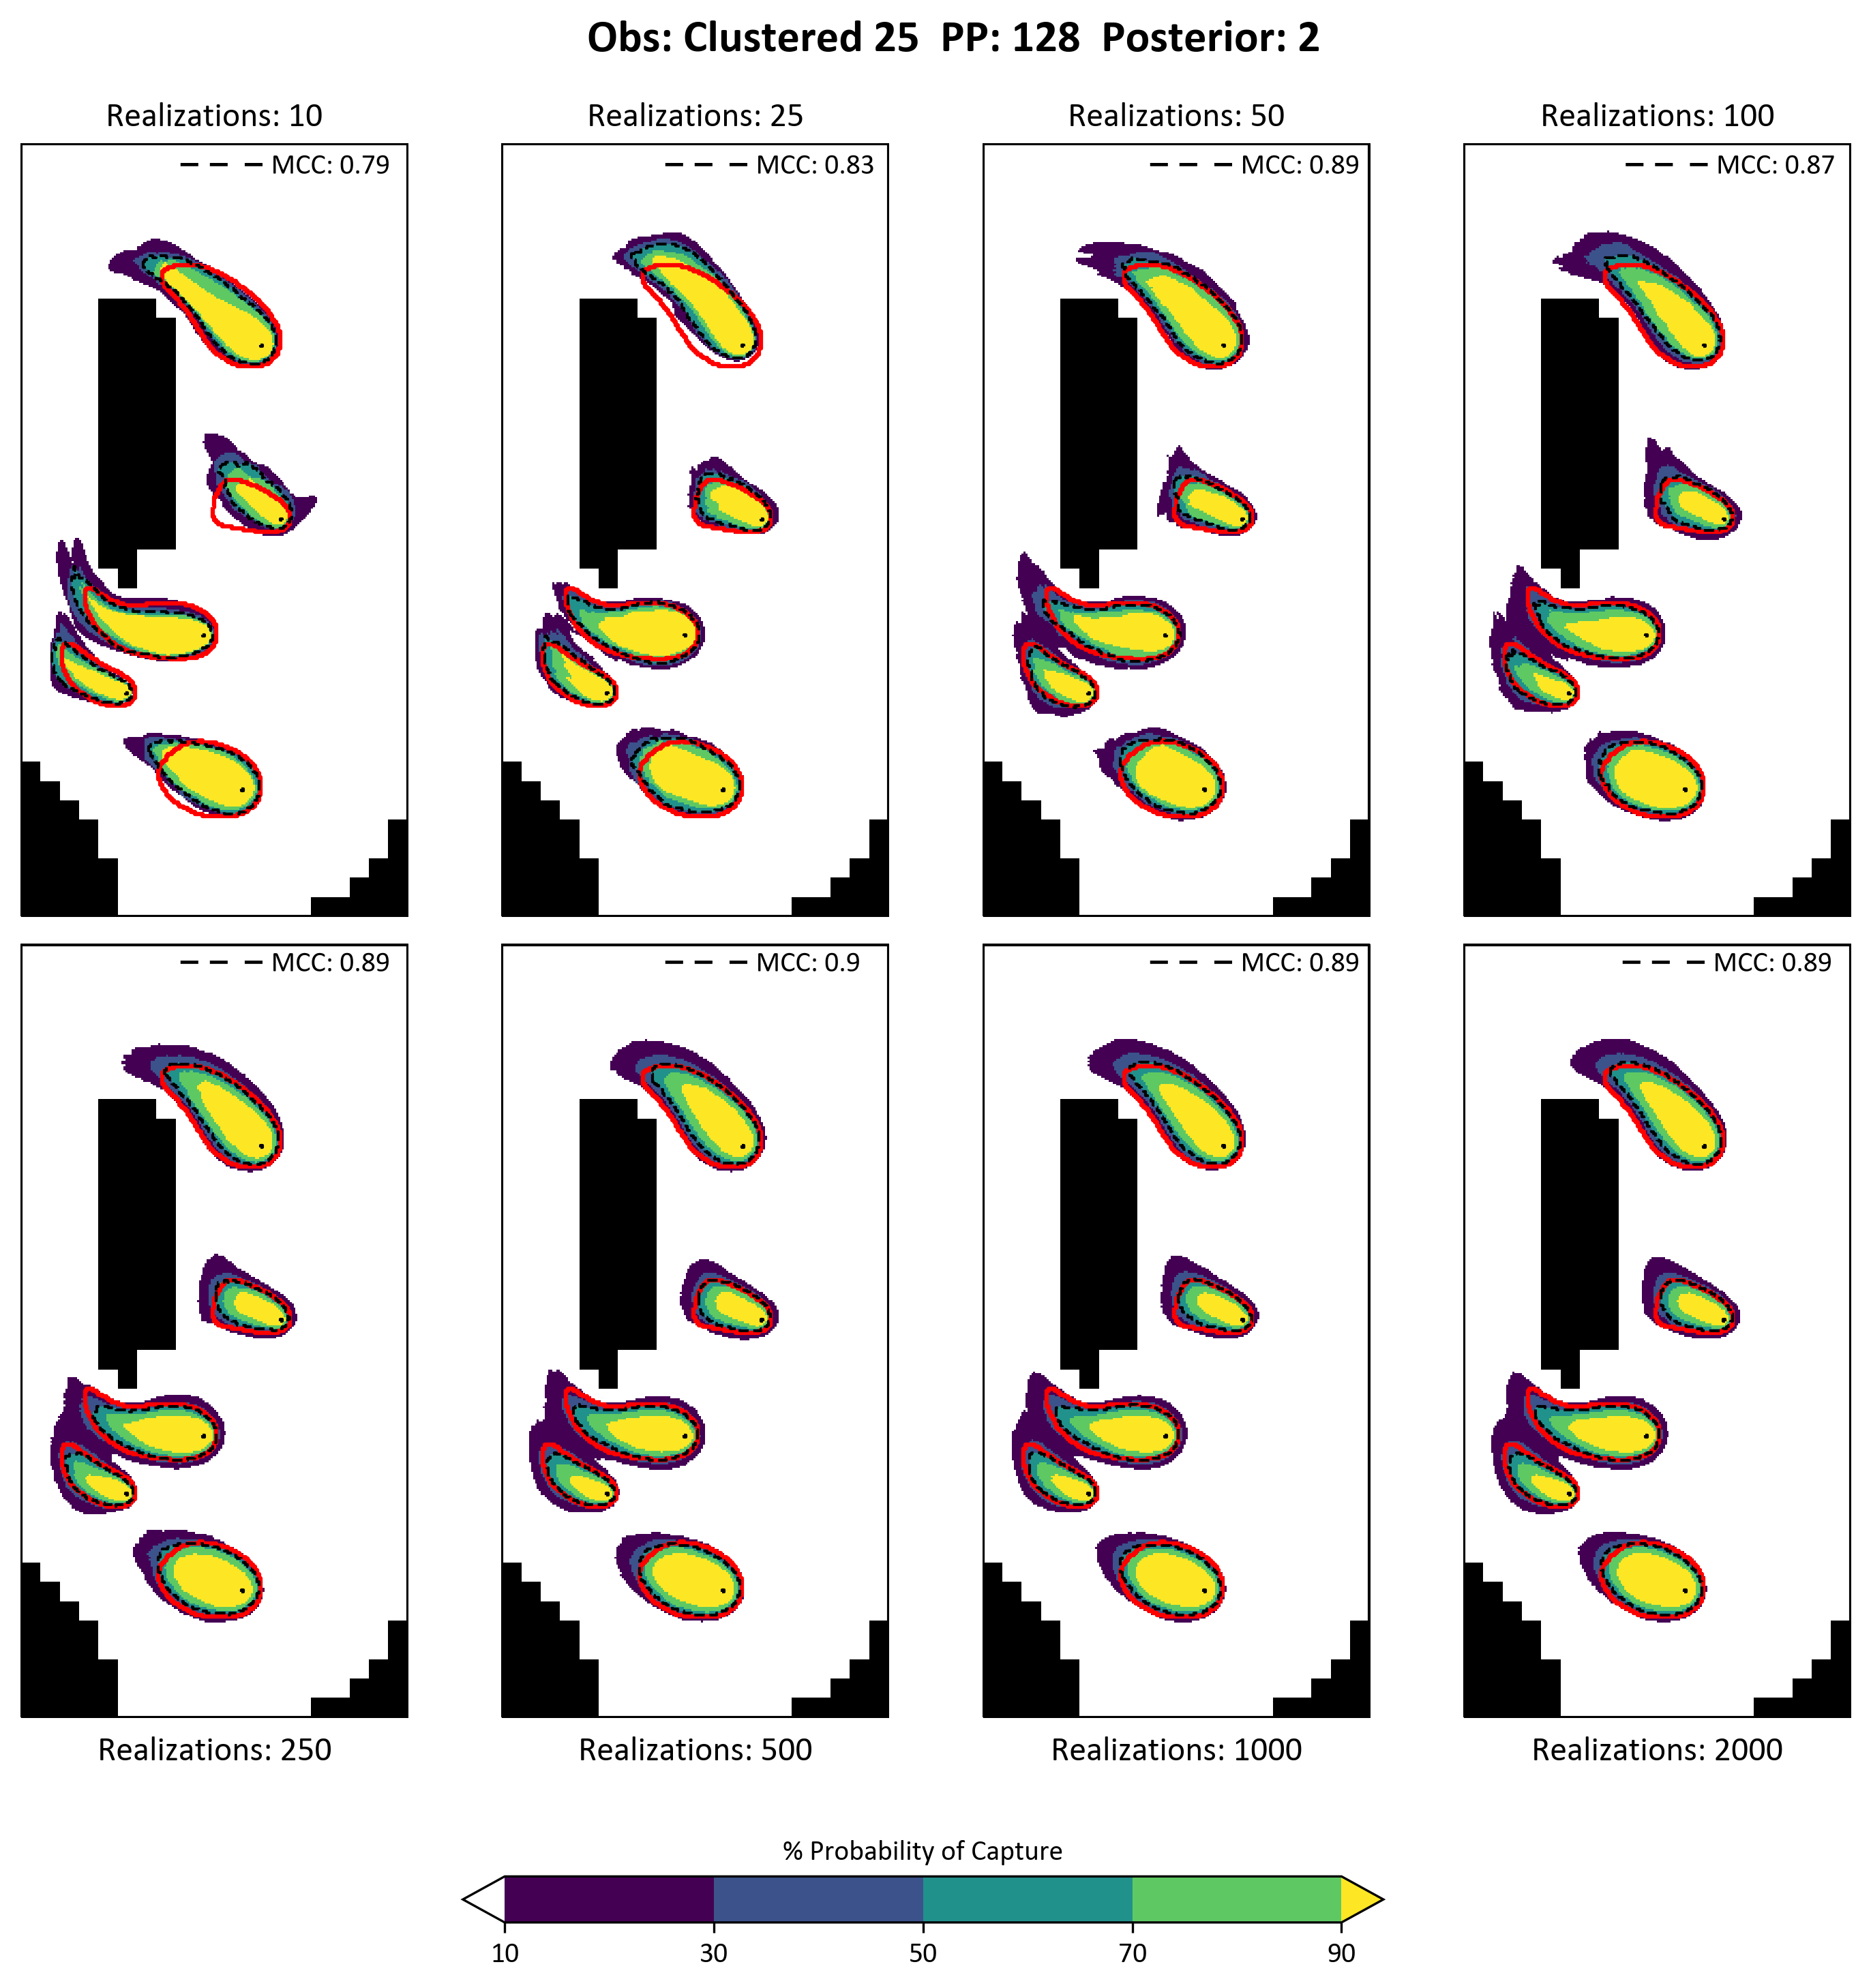 Obs: Clustered 25 PP: 128 Posterior: 2
Realizations: 10
Realizations: 25
Realizations: 50
Realizations: 100
MCC: 0.79
MCC: 0.83
MCC: 0.89
MCC: 0.87
MCC: 0.89
MCC: 0.9
MCC: 0.89
MCC: 0.89
Realizations: 250
Realizations: 500
Realizations: 1000
Realizations: 2000
% Probability of Capture
10 30 50 70 90